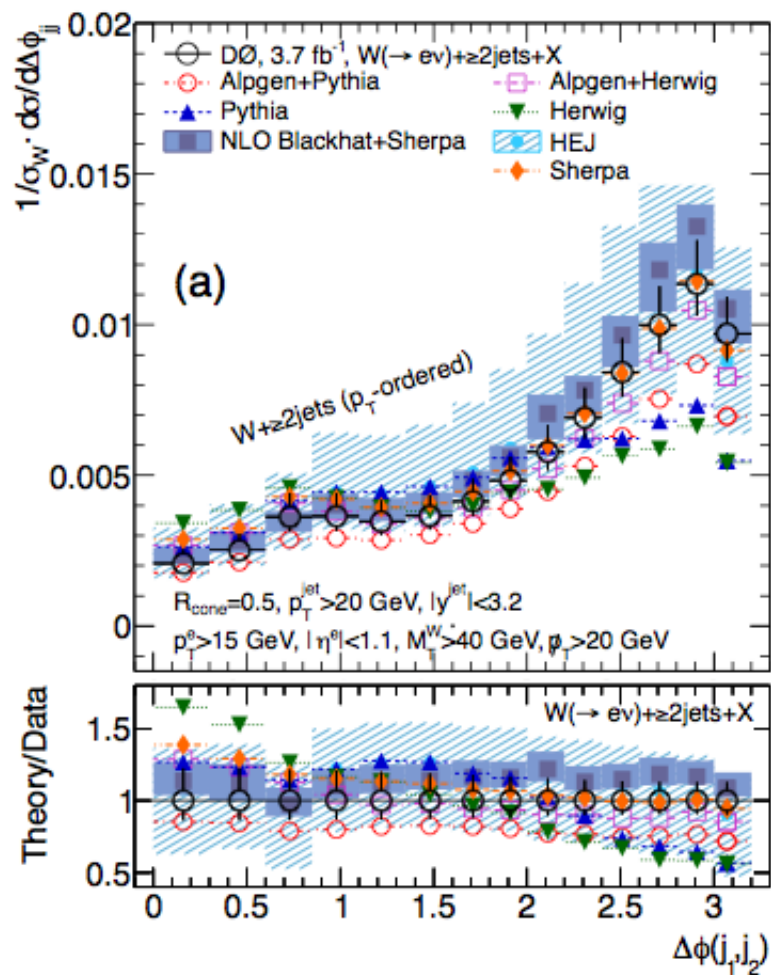 0.02
DØ, 3.7 fb⁻¹, W(→ eν)+≥2jets+X
Alpgen+Pythia
Alpgen+Herwig
Pythia
Herwig
NLO Blackhat+Sherpa
HEJ
Sherpa
1/σ_W · dσ/dΔϕ_jj
0.015
(a)
0.01
W+≥2jets (p_T-ordered)
0.005
R_cone=0.5, p_T^jet>20 GeV, |y^jet|<3.2
0
p_T^e>15 GeV, |η^e|<1.1, M_T^W>40 GeV, p̸_T>20 GeV
W(→ eν)+≥2jets+X
Theory/Data
1.5
1
0.5
0 0.5 1 1.5 2 2.5 3
Δϕ(j₁,j₂)